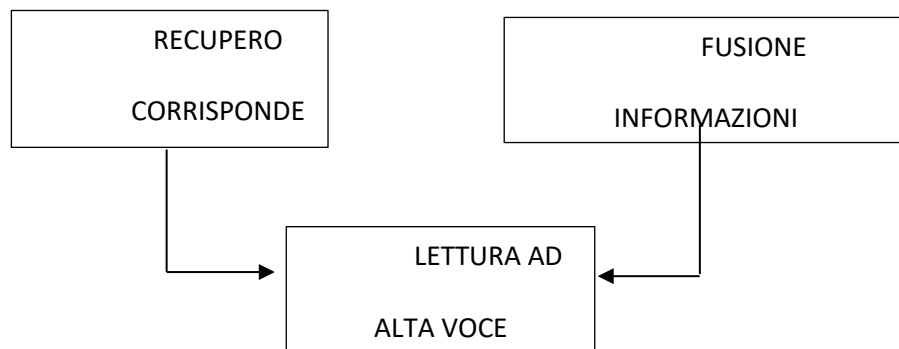 RECUPERO
CORRISPONDE
FUSIONE
INFORMAZIONI
LETTURA AD
ALTA VOCE